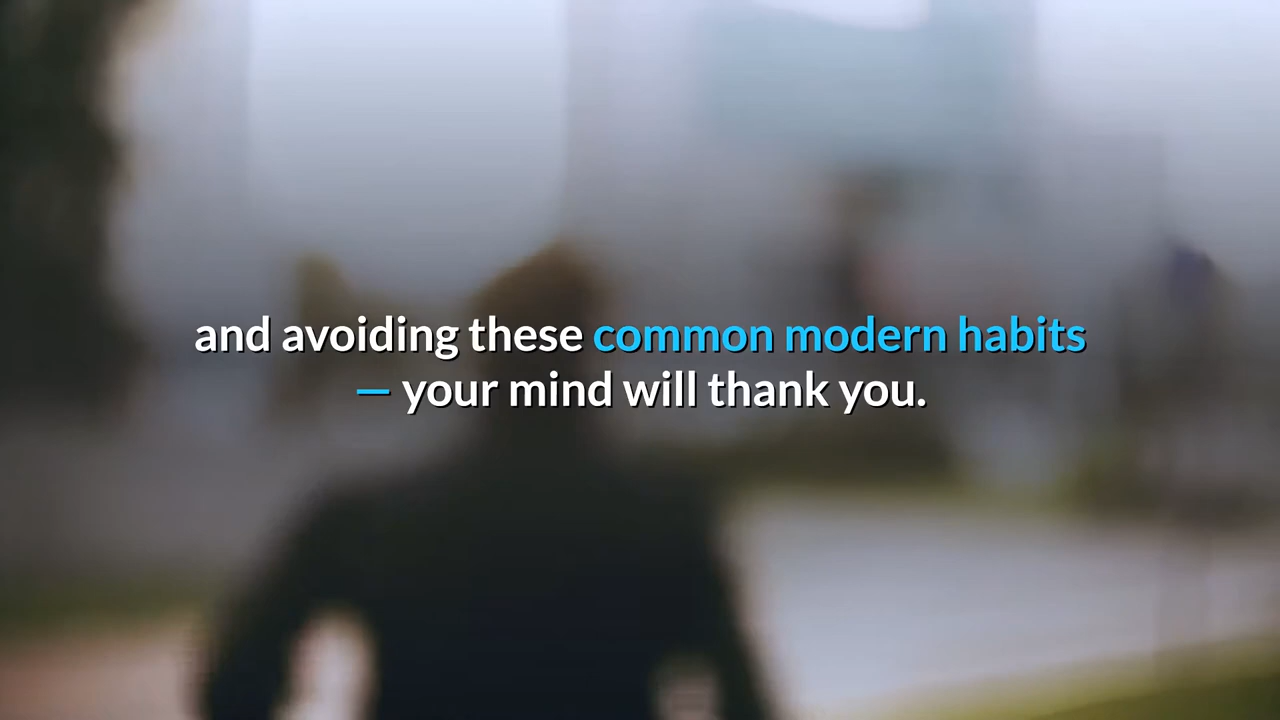 and avoiding these common modern habits
— your mind will thank you.